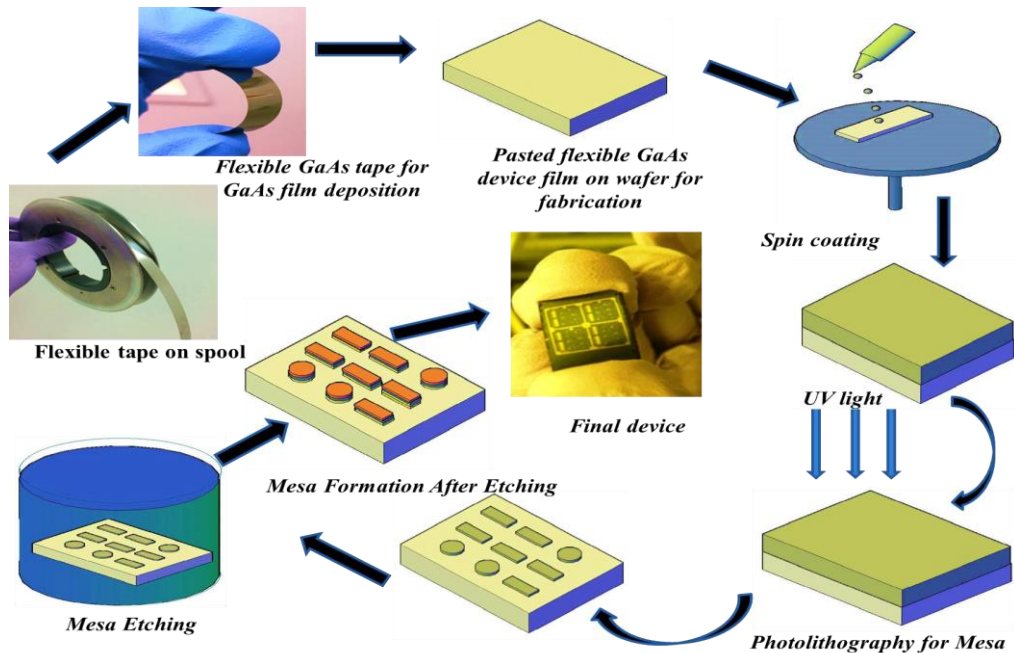 Flexible tape on spool
Flexible GaAs tape for
GaAs film deposition
Pasted flexible GaAs
device film on wafer for
fabrication
Spin coating
UV light
Photolithography for Mesa
Mesa Etching
Mesa Formation After Etching
Final device